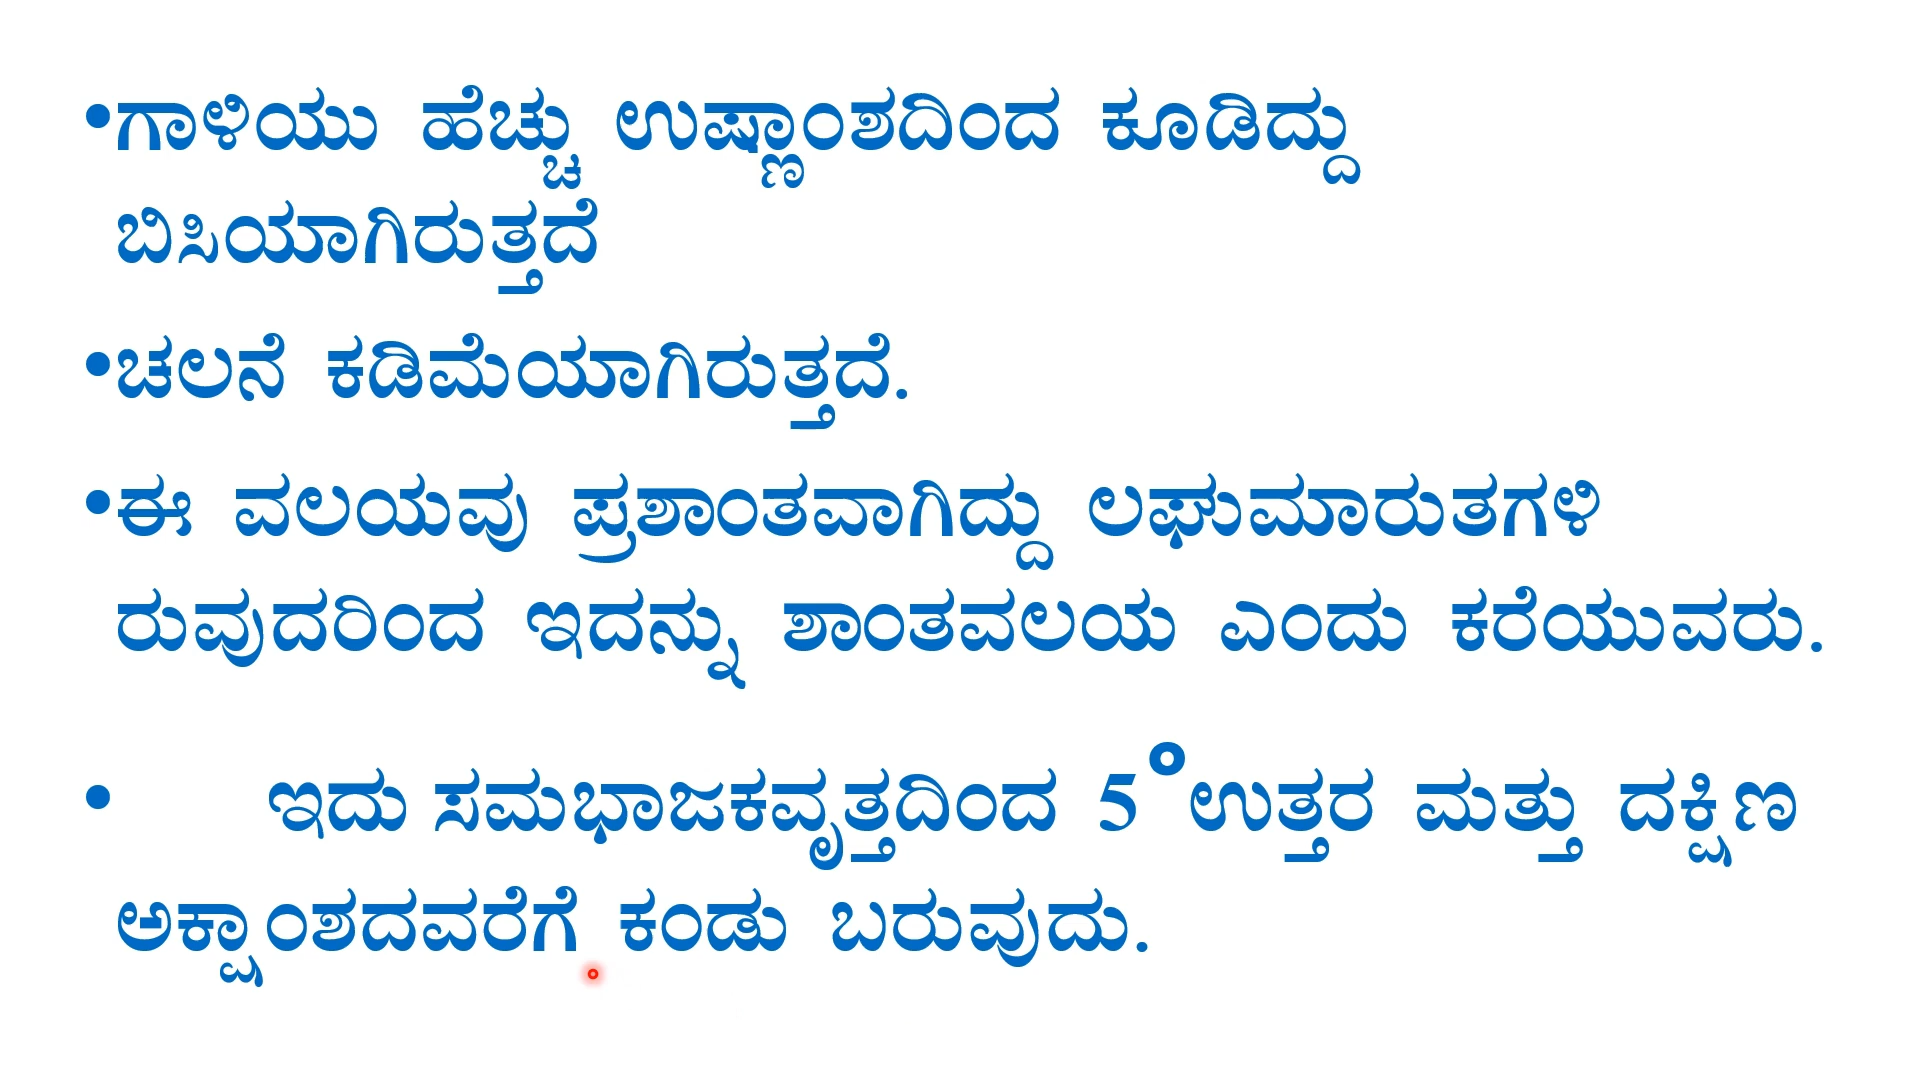 •ಗಾಳಿಯು ಹೆಚ್ಚು ಉಷ್ಣಾಂಶದಿಂದ ಕೂಡಿದ್ದು
ಬಿಸಿಯಾಗಿರುತ್ತದೆ
•ಚಲನೆ ಕಡಿಮೆಯಾಗಿರುತ್ತದೆ.
•ಈ ವಲಯವು ಪ್ರಶಾಂತವಾಗಿದ್ದು ಲಘುಮಾರುತಗಳಿ
ರುವುದರಿಂದ ಇದನ್ನು ಶಾಂತವಲಯ ಎಂದು ಕರೆಯುವರು.
• ಇದು ಸಮಭಾಜಕವೃತ್ತದಿಂದ 5°ಉತ್ತರ ಮತ್ತು ದಕ್ಷಿಣ
ಅಕ್ಷಾಂಶದವರೆಗೆ ಕಂಡು ಬರುವುದು.